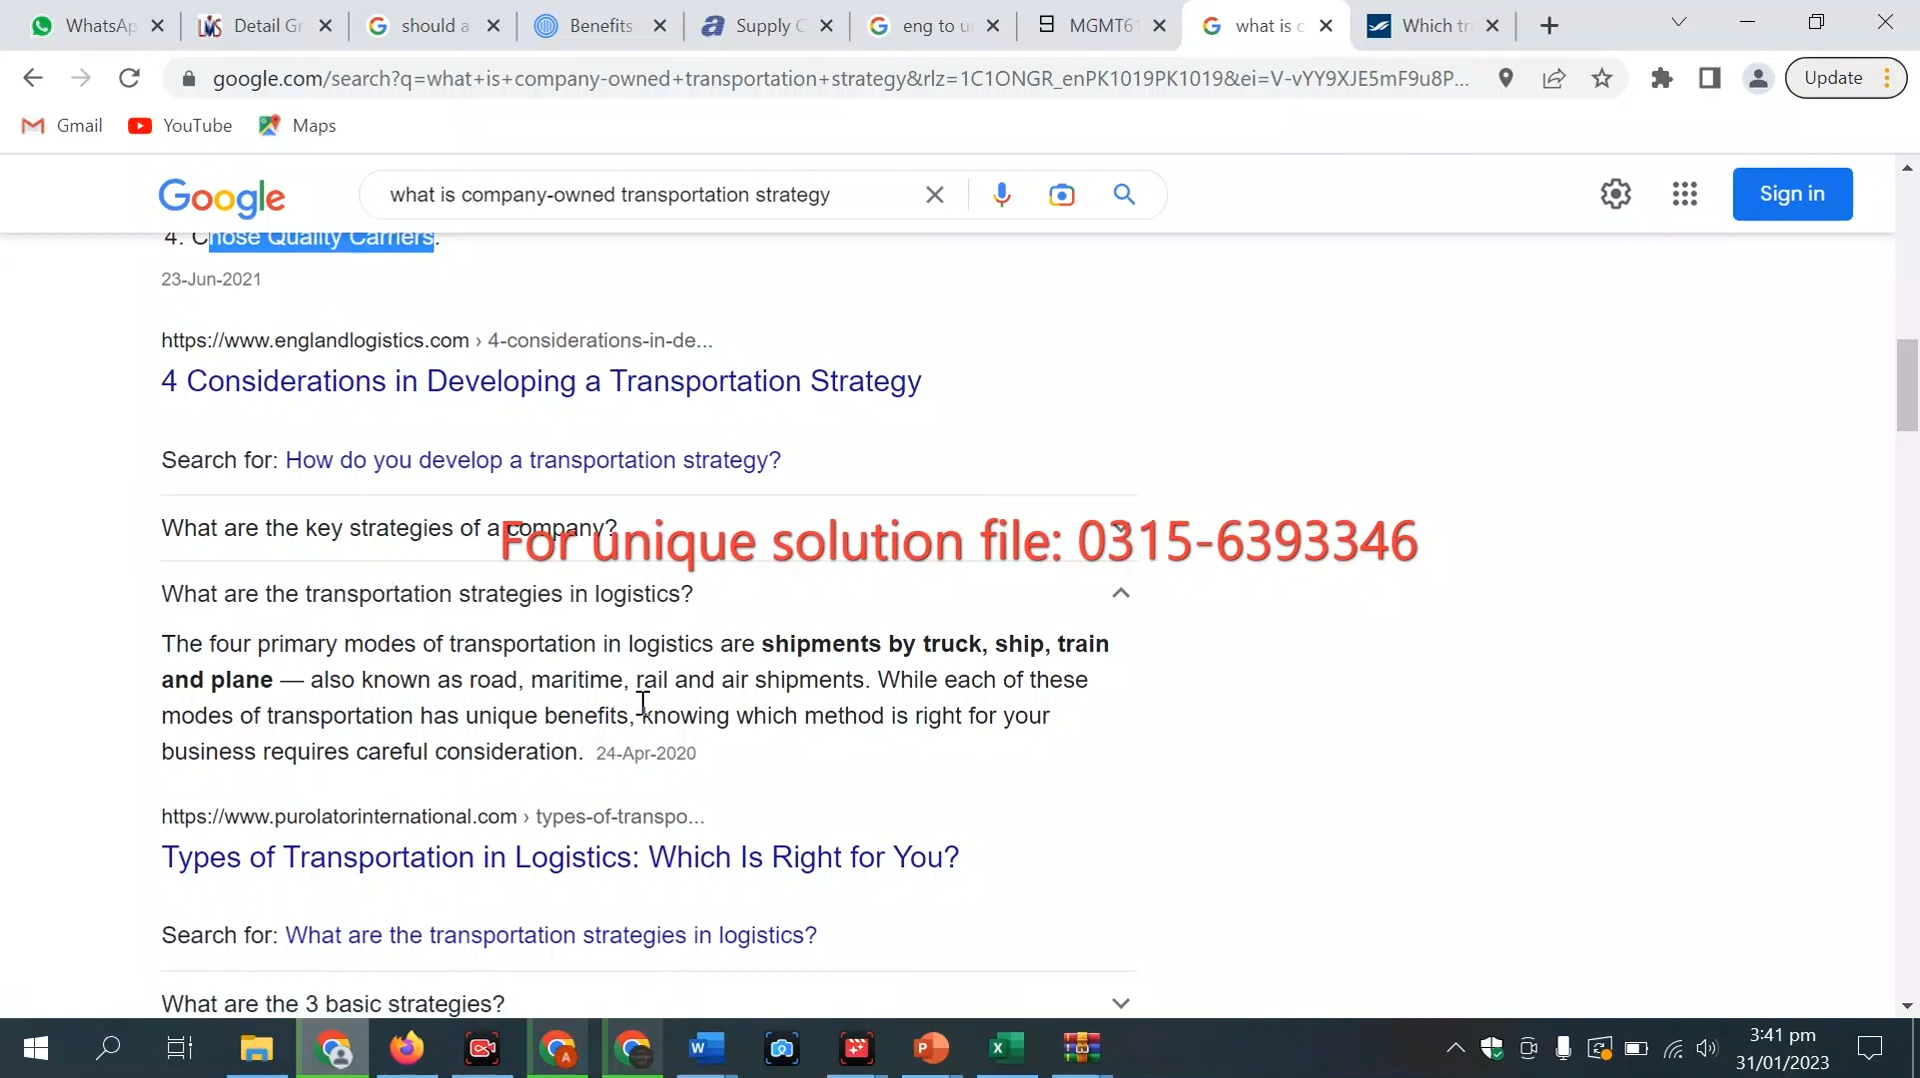 WhatsAp
Detail Gr
should a
Benefits
Supply C
eng to u
MGMT61
what is c
Which tr
google.com/search?q=what+is+company-owned+transportation+strategy&rlz=1C1ONGR_enPK1019PK1019&ei=V-vYY9XJE5mF9u8P...
Update
Gmail
YouTube
Maps
Google
what is company-owned transportation strategy
Sign in
4. Chose Quality Carriers.
23-Jun-2021
https://www.englandlogistics.com › 4-considerations-in-de...
4 Considerations in Developing a Transportation Strategy
Search for: How do you develop a transportation strategy?
What are the key strategies of a company?
For unique solution file: 0315-6393346
What are the transportation strategies in logistics?
The four primary modes of transportation in logistics are shipments by truck, ship, train
and plane — also known as road, maritime, rail and air shipments. While each of these
modes of transportation has unique benefits, knowing which method is right for your
business requires careful consideration. 24-Apr-2020
https://www.purolatorinternational.com › types-of-transpo...
Types of Transportation in Logistics: Which Is Right for You?
Search for: What are the transportation strategies in logistics?
What are the 3 basic strategies?
3:41 pm
31/01/2023